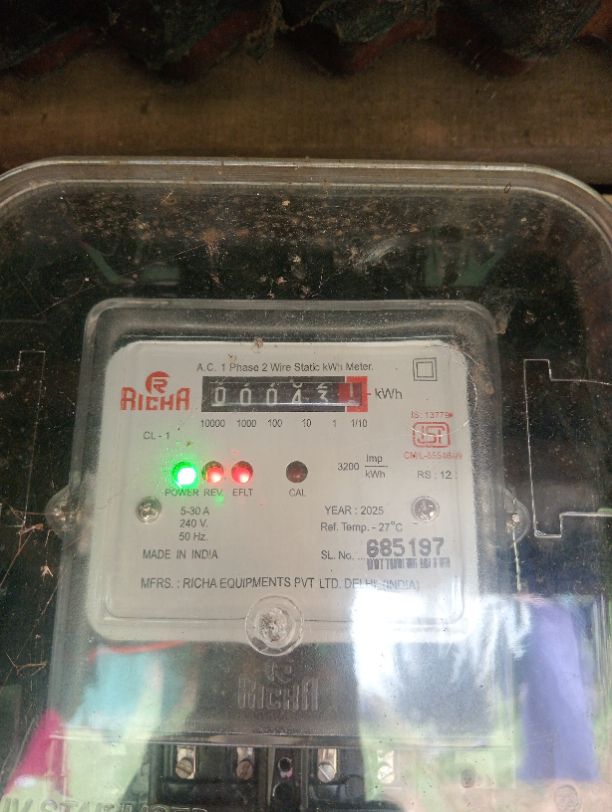 A.C. 1 Phase 2 Wire Static kWh Meter.
R
RICHA
000431 kWh
10000 1000 100 10 1 1/10
IS: 13779
ISI
CL - 1
3200 Imp/kWh
RS : 12
POWER REV. EFLT CAL
5-30 A
240 V.
50 Hz.
YEAR : 2025
Ref. Temp. - 27°C
MADE IN INDIA
SL. No. 685197
MFRS. : RICHA EQUIPMENTS PVT. LTD. DELHI. (INDIA)
R
RICHA